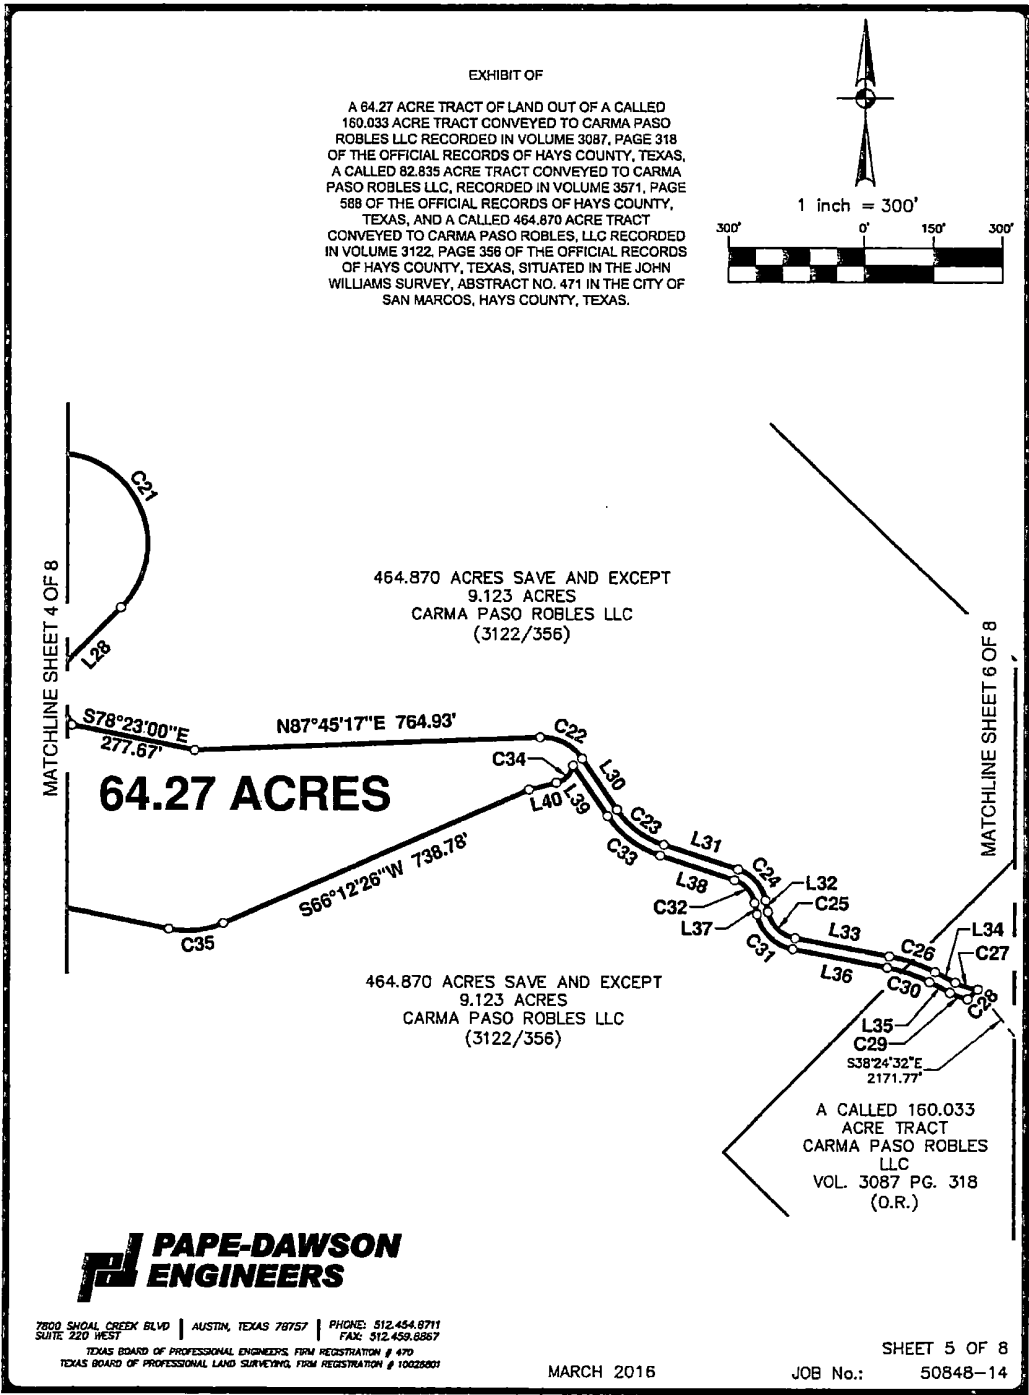 EXHIBIT OF
A 64.27 ACRE TRACT OF LAND OUT OF A CALLED
160.033 ACRE TRACT CONVEYED TO CARMA PASO
ROBLES LLC RECORDED IN VOLUME 3087, PAGE 318
OF THE OFFICIAL RECORDS OF HAYS COUNTY, TEXAS,
A CALLED 82.835 ACRE TRACT CONVEYED TO CARMA
PASO ROBLES LLC, RECORDED IN VOLUME 3571, PAGE
588 OF THE OFFICIAL RECORDS OF HAYS COUNTY,
TEXAS, AND A CALLED 464.870 ACRE TRACT
CONVEYED TO CARMA PASO ROBLES, LLC RECORDED
IN VOLUME 3122, PAGE 356 OF THE OFFICIAL RECORDS
OF HAYS COUNTY, TEXAS, SITUATED IN THE JOHN
WILLIAMS SURVEY, ABSTRACT NO. 471 IN THE CITY OF
SAN MARCOS, HAYS COUNTY, TEXAS.
1 inch = 300'
300' 0' 150' 300'
C21
MATCHLINE SHEET 4 OF 8
L28
464.870 ACRES SAVE AND EXCEPT
9.123 ACRES
CARMA PASO ROBLES LLC
(3122/356)
MATCHLINE SHEET 6 OF 8
S78°23'00"E
277.67'
N87°45'17"E 764.93'
C22
C34
L30
64.27 ACRES
L40
L39
C23
C33
L31
L38
C24
S66°12'26"W 738.78'
C32
L32
L37
C25
C31
L33
L36
C26
L34
C27
C30
C28
C35
L35
C29
464.870 ACRES SAVE AND EXCEPT
9.123 ACRES
CARMA PASO ROBLES LLC
(3122/356)
S38°24'32"E
2171.77'
A CALLED 160.033
ACRE TRACT
CARMA PASO ROBLES
LLC
VOL. 3087 PG. 318
(O.R.)
PAPE-DAWSON
ENGINEERS
7800 SHOAL CREEK BLVD | AUSTIN, TEXAS 78757 | PHONE: 512.454.8711
SUITE 220 WEST FAX: 512.459.8867
TEXAS BOARD OF PROFESSIONAL ENGINEERS, FIRM REGISTRATION # 470
TEXAS BOARD OF PROFESSIONAL LAND SURVEYING, FIRM REGISTRATION # 10028801
MARCH 2016
SHEET 5 OF 8
JOB No.: 50848-14